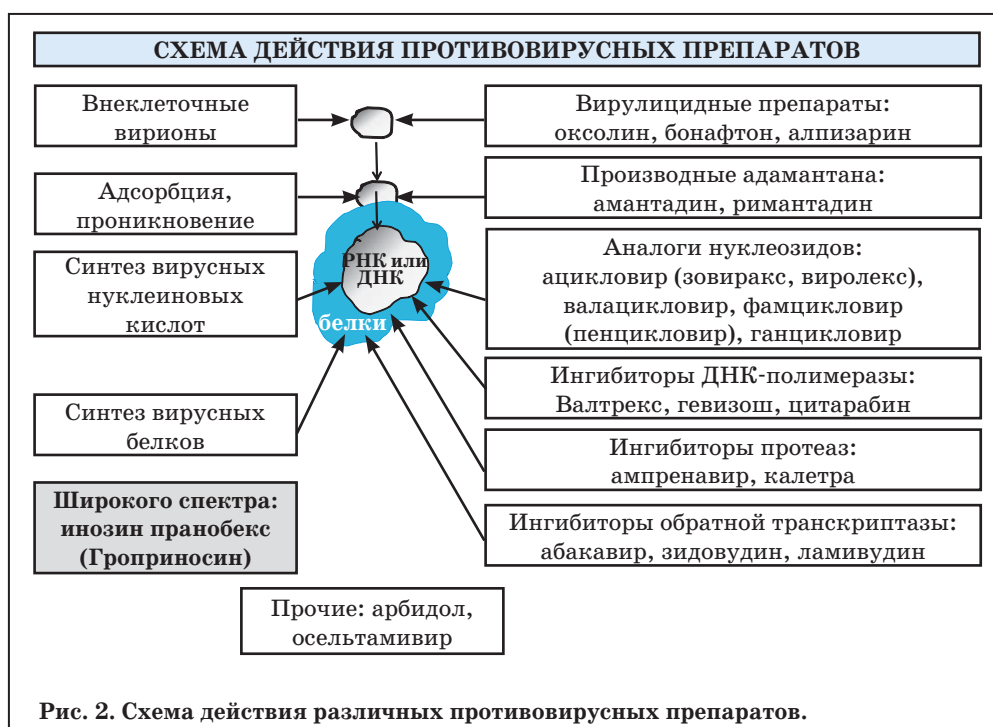 СХЕМА ДЕЙСТВИЯ ПРОТИВОВИРУСНЫХ ПРЕПАРАТОВ
Внеклеточные
вирионы
Вирулицидные препараты:
оксолин, бонафтон, алпизарин
Адсорбция,
проникновение
Производные адамантана:
амантадин, римантадин
РНК или
ДНК
белки
Синтез вирусных
нуклеиновых
кислот
Аналоги нуклеозидов:
ацикловир (зовиракс, виролекс),
валацикловир, фамцикловир
(пенцикловир), ганцикловир
Ингибиторы ДНК-полимеразы:
Валтрекс, гевизош, цитарабин
Синтез вирусных
белков
Ингибиторы протеаз:
ампренавир, калетра
Широкого спектра:
инозин пранобекс
(Гроприносин)
Ингибиторы обратной транскриптазы:
абакавир, зидовудин, ламивудин
Прочие: арбидол,
осельтамивир
Рис. 2. Схема действия различных противовирусных препаратов.